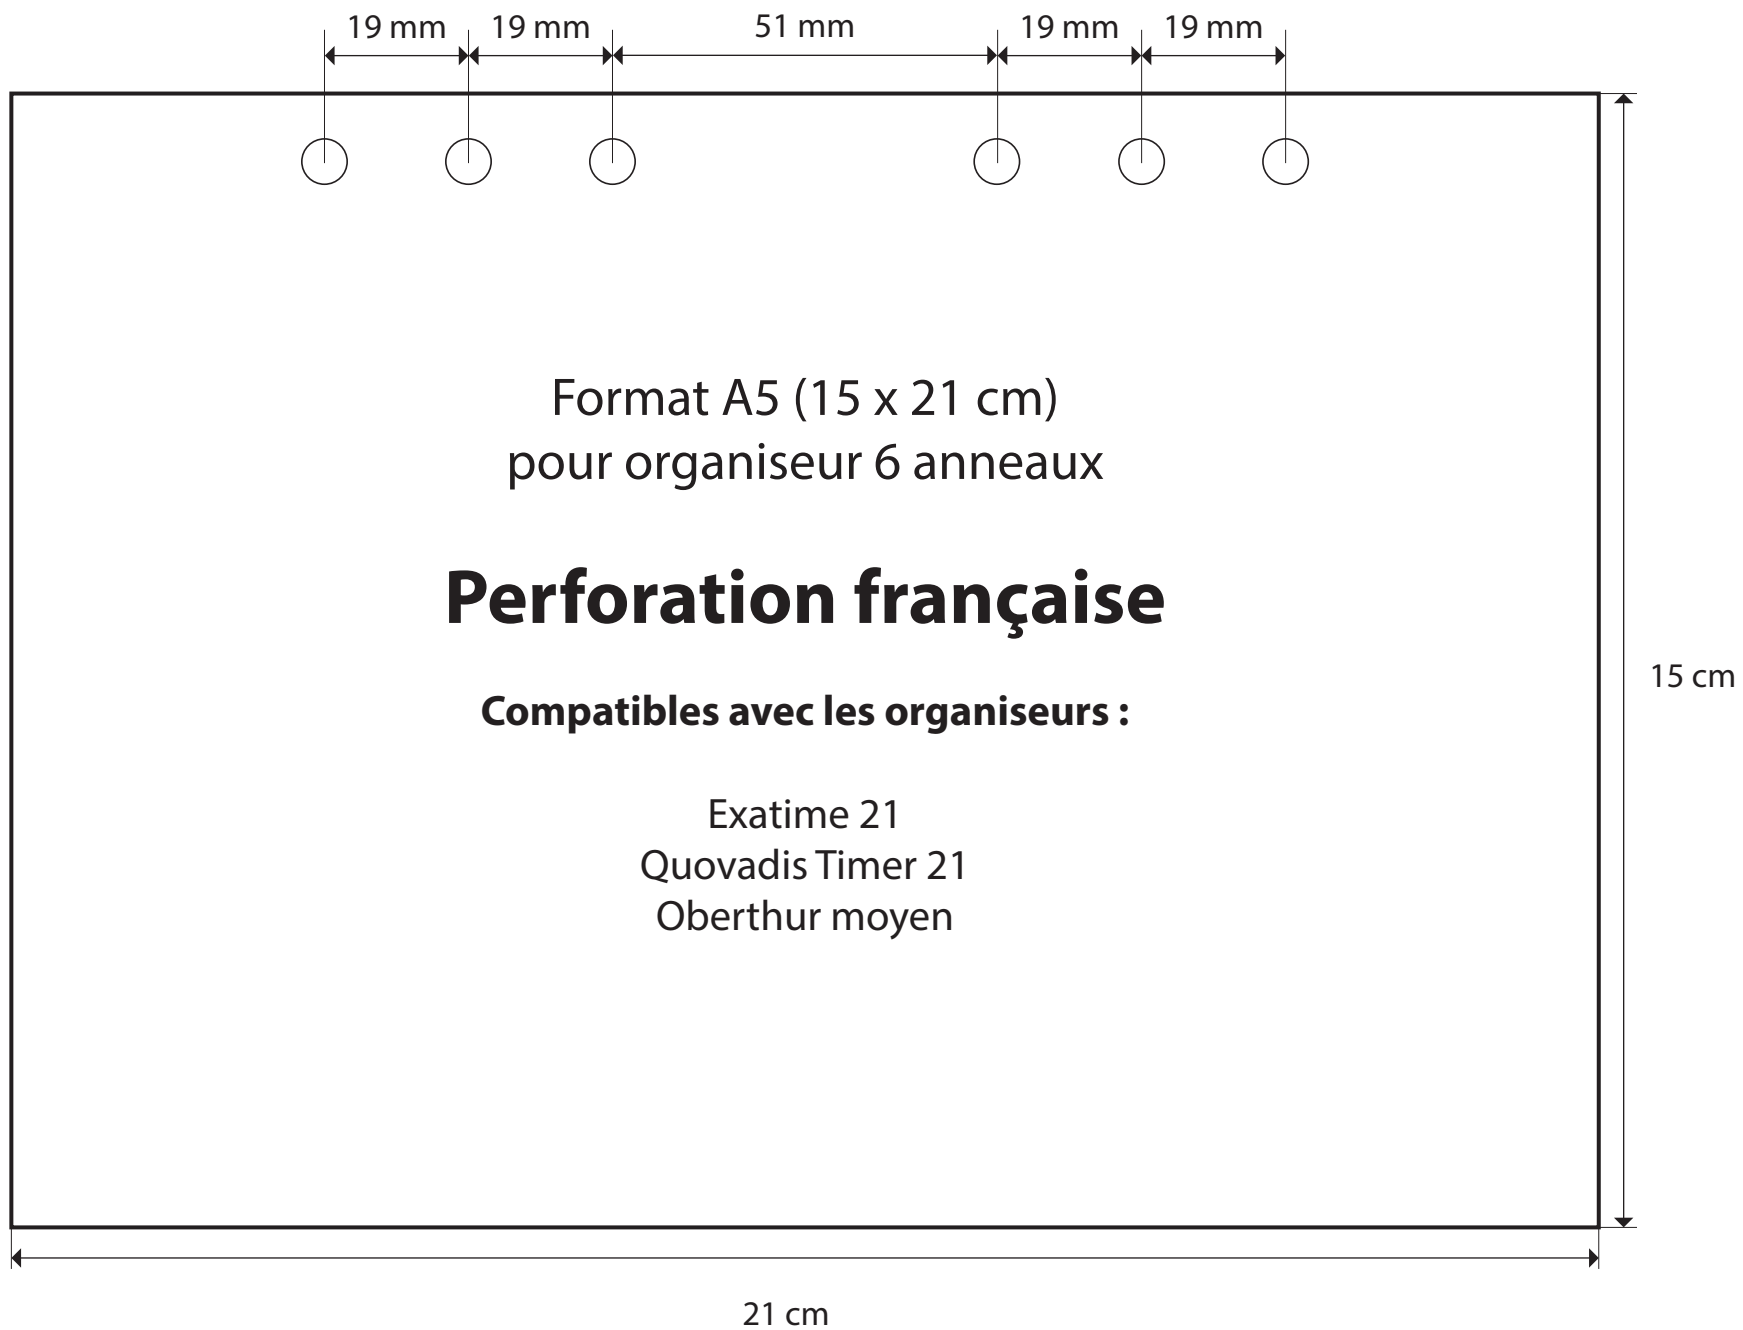 19 mm 19 mm 51 mm 19 mm 19 mm
Format A5 (15 x 21 cm)
pour organiseur 6 anneaux
Perforation française
15 cm
Compatibles avec les organiseurs :
Exatime 21
Quovadis Timer 21
Oberthur moyen
21 cm